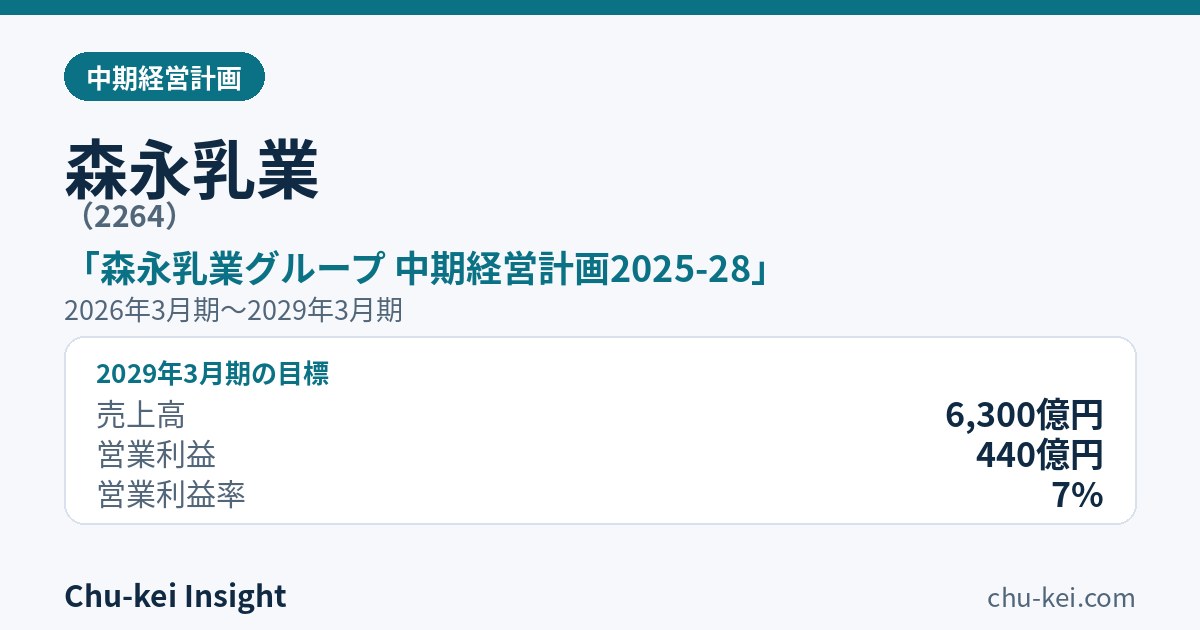 中期経営計画
森永乳業
（2264）
「森永乳業グループ 中期経営計画2025-28」
2026年3月期～2029年3月期
2029年3月期の目標
売上高 6,300億円
営業利益 440億円
営業利益率 7%
Chu-kei Insight chu-kei.com